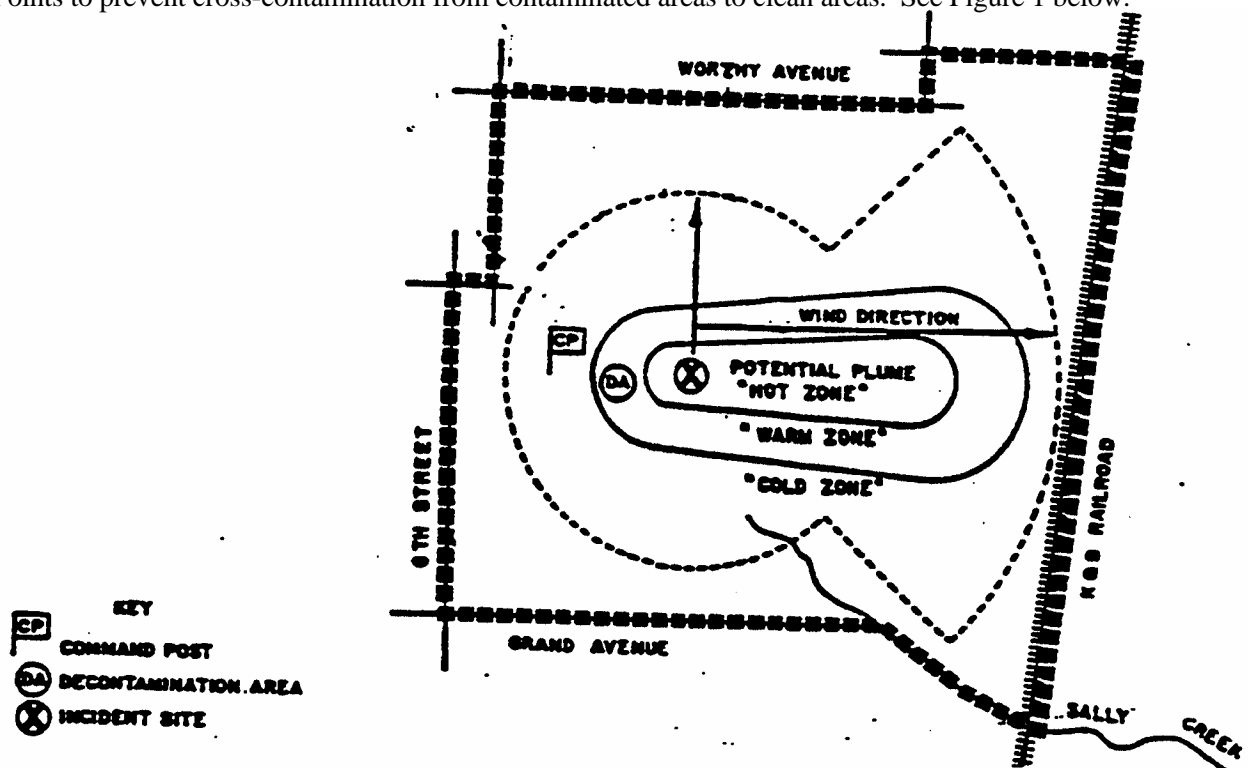 oints to prevent cross-contamination from contaminated areas to clean areas.  See Figure 1 below.
WORTHY AVENUE
WIND DIRECTION
CP
DA
X
POTENTIAL PLUME
"HOT ZONE"
"WARM ZONE"
"COLD ZONE"
6TH STREET
K&S RAILROAD
GRAND AVENUE
SALLY CREEK
KEY
CP
COMMAND POST
DA DECONTAMINATION AREA
X INCIDENT SITE